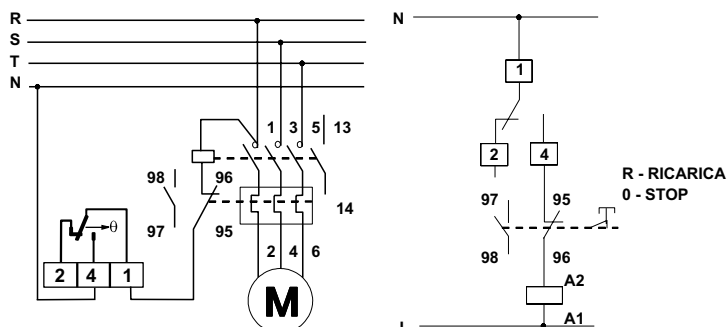 R
S
T
N
1 3 5 13
98 96
14
97 95
θ
2 4 6
2 4 1
M
N
1
2 4
R - RICARICA
0 - STOP
97 95
98 96
A2
A1